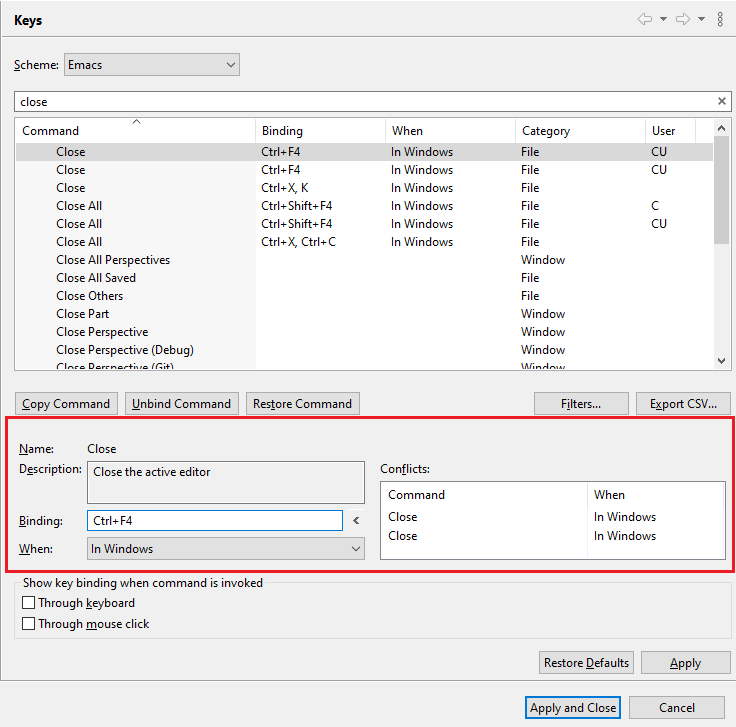 Keys
Scheme: Emacs
close
Command Binding When Category User
Close Ctrl+F4 In Windows File CU
Close Ctrl+F4 In Windows File CU
Close Ctrl+X, K In Windows File
Close All Ctrl+Shift+F4 In Windows File C
Close All Ctrl+Shift+F4 In Windows File CU
Close All Ctrl+X, Ctrl+C In Windows File
Close All Perspectives Window
Close All Saved File
Close Others File
Close Part Window
Close Perspective Window
Close Perspective (Debug) Window
Close Perspective (Git) Window
Copy Command Unbind Command Restore Command Filters... Export CSV...
Name: Close
Description: Close the active editor Conflicts:
Command When
Binding: Ctrl+F4 < Close In Windows
Close In Windows
When: In Windows
Show key binding when command is invoked
Through keyboard
Through mouse click
Restore Defaults Apply
Apply and Close Cancel